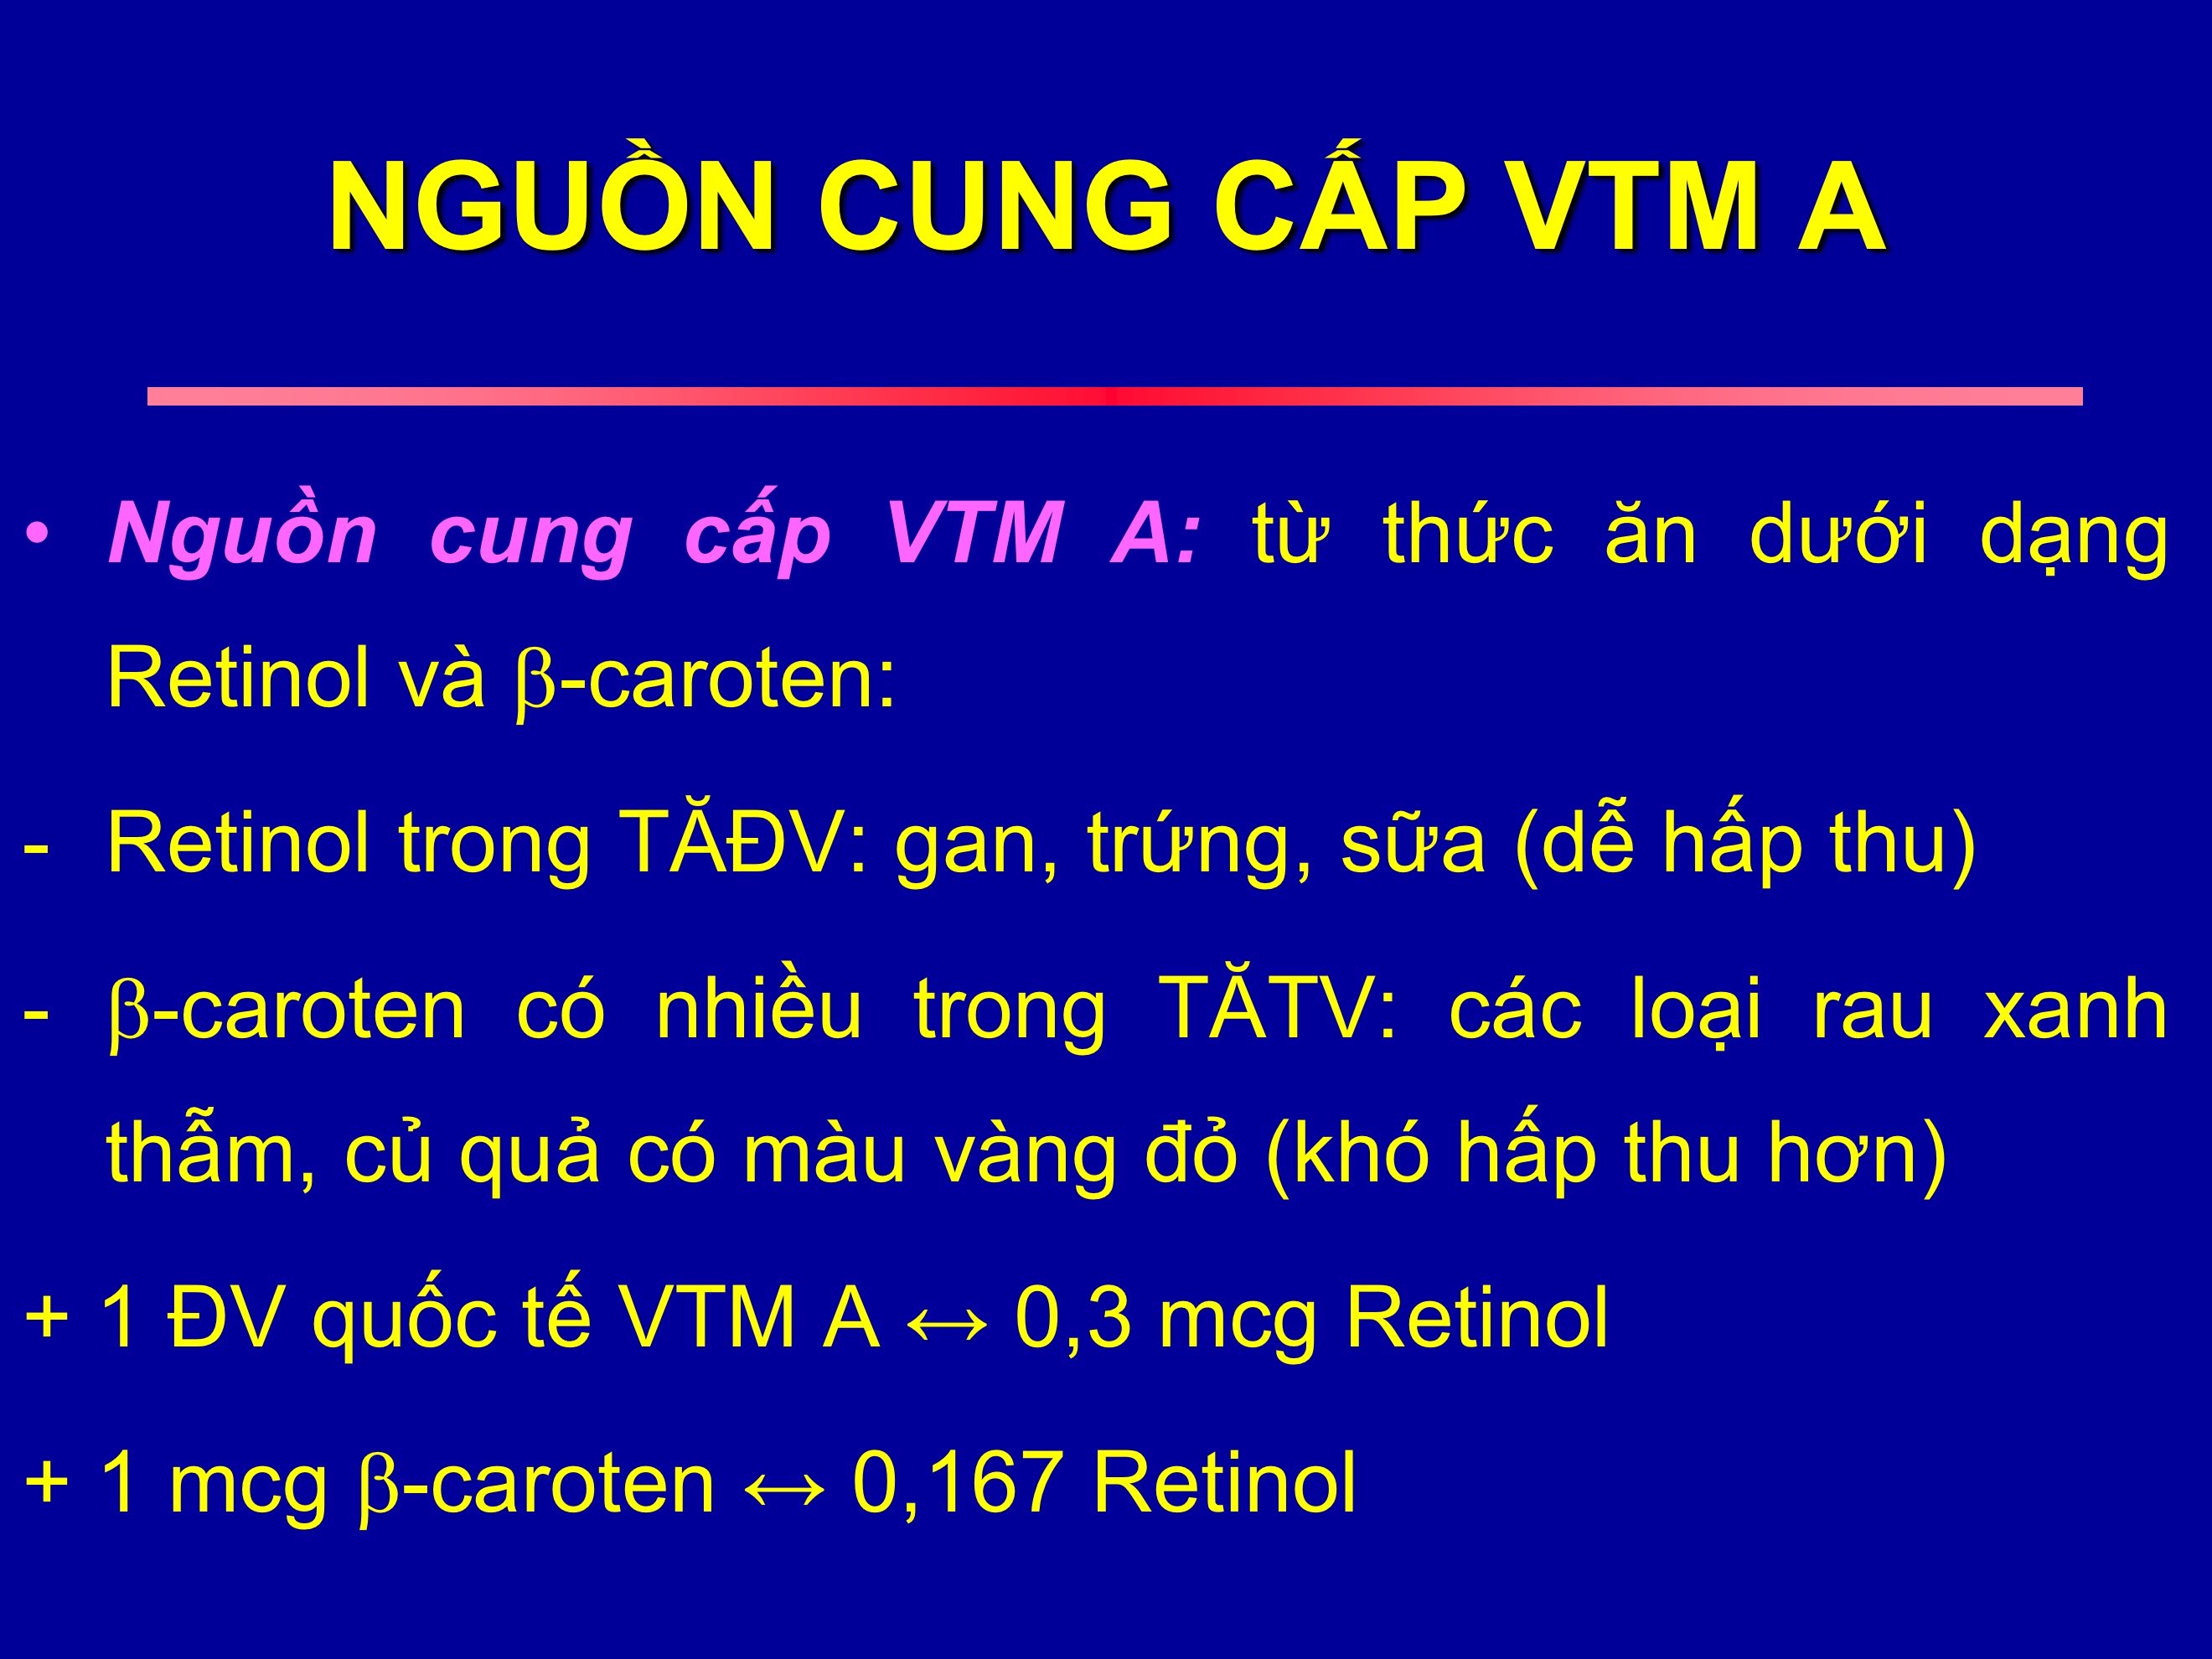 NGUỒN CUNG CẤP VTM A
• Nguồn cung cấp VTM A: từ thức ăn dưới dạng
Retinol và β-caroten:
- Retinol trong TĂĐV: gan, trứng, sữa (dễ hấp thu)
- β-caroten có nhiều trong TĂTV: các loại rau xanh
thẫm, củ quả có màu vàng đỏ (khó hấp thu hơn)
+ 1 ĐV quốc tế VTM A ↔ 0,3 mcg Retinol
+ 1 mcg β-caroten ↔ 0,167 Retinol